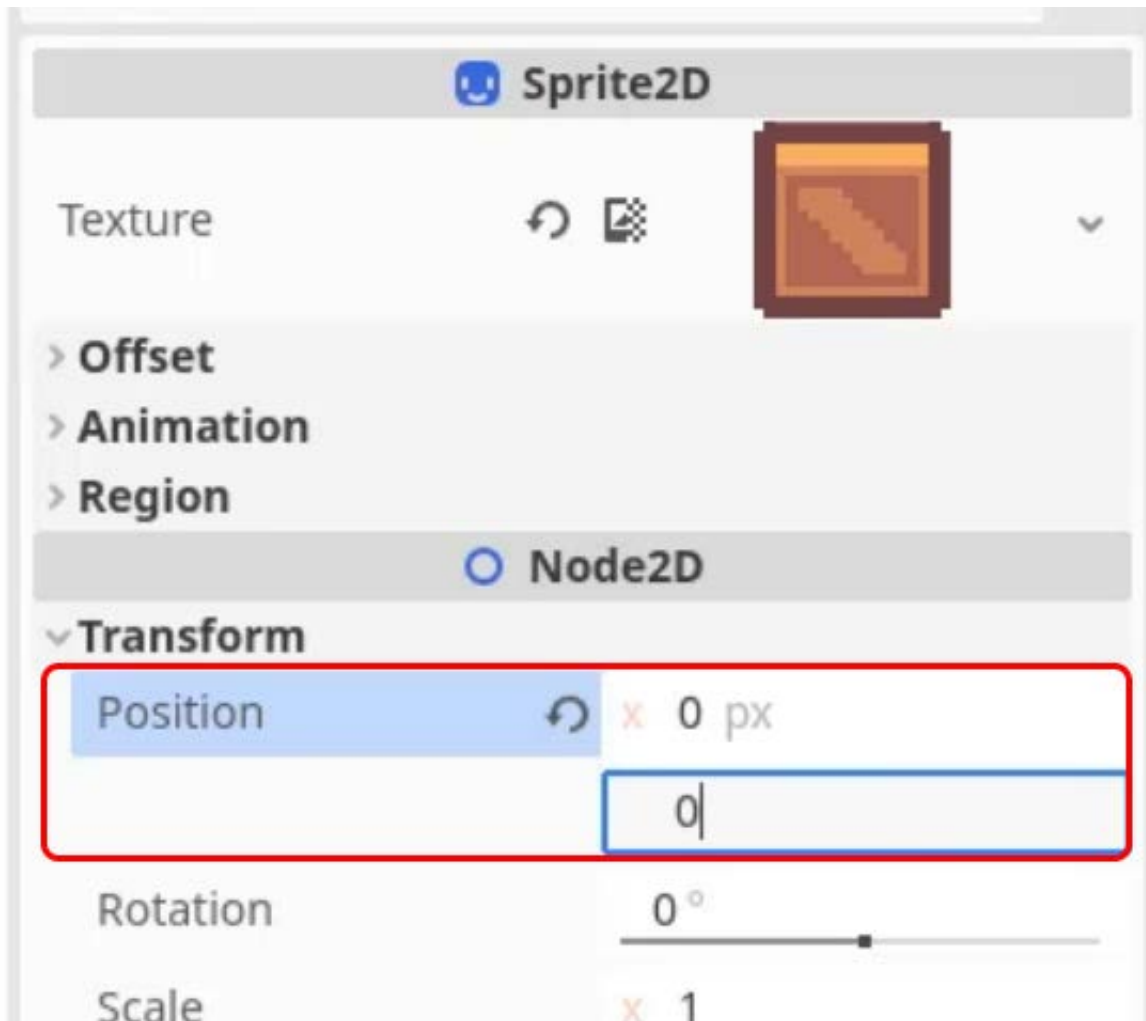 Sprite2D
Texture
Offset
Animation
Region
Node2D
Transform
Position x 0 px
0
Rotation 0 °
Scale x 1